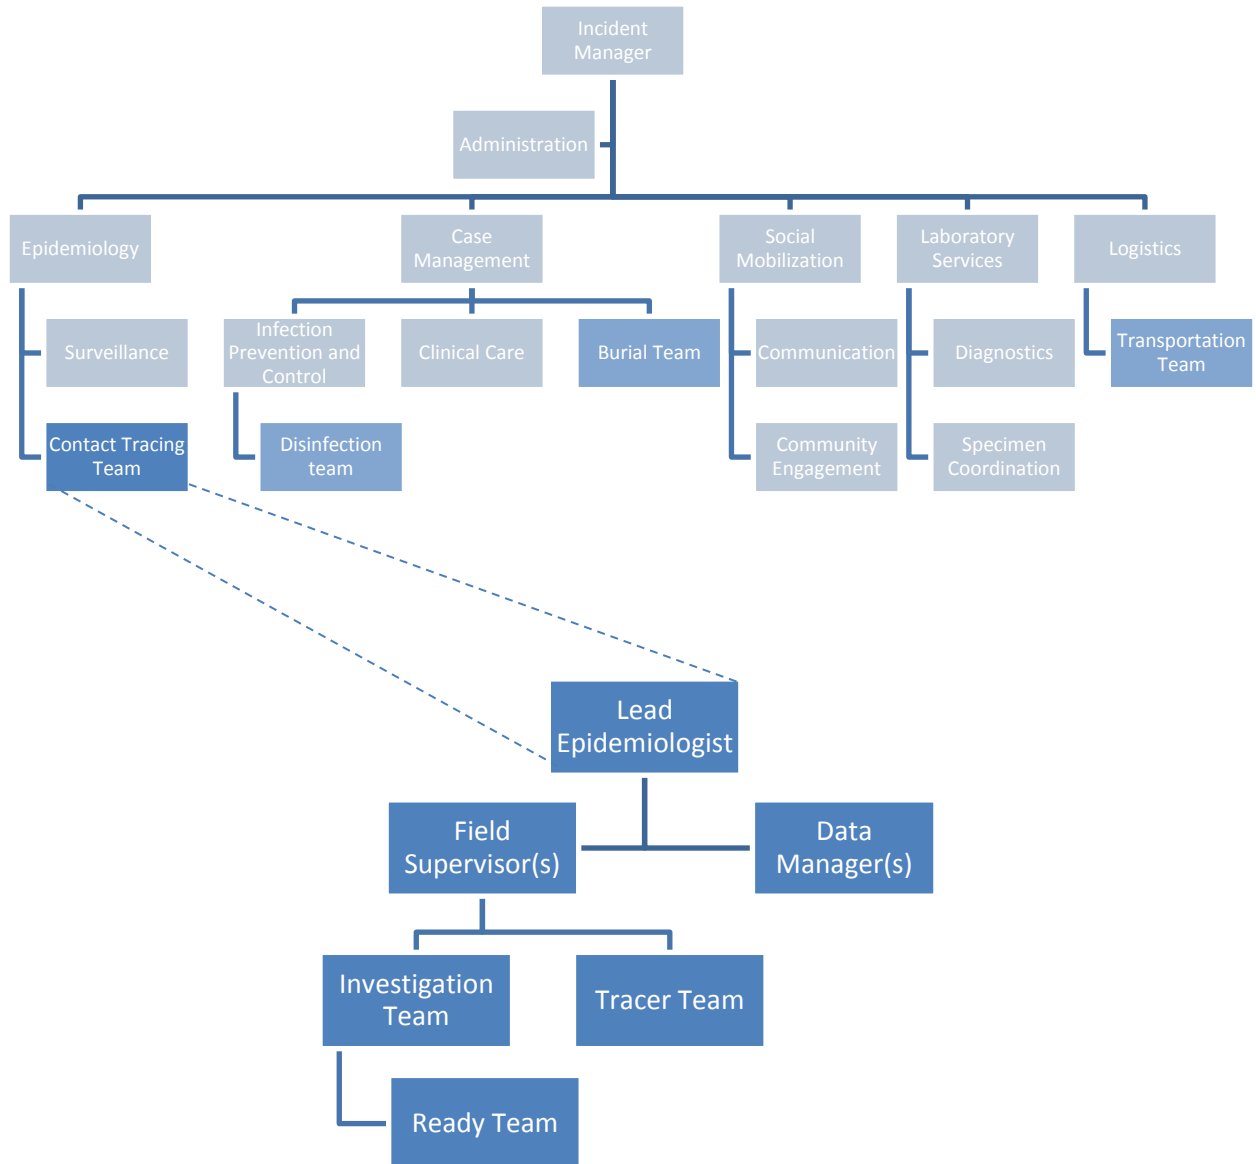 Incident
Manager
Administration
Epidemiology
Case
Management
Social
Mobilization
Laboratory
Services
Logistics
Surveillance
Infection
Prevention and
Control
Clinical Care
Burial Team
Communication
Diagnostics
Transportation
Team
Contact Tracing
Team
Disinfection
team
Community
Engagement
Specimen
Coordination
Lead
Epidemiologist
Field
Supervisor(s)
Data
Manager(s)
Investigation
Team
Tracer Team
Ready Team